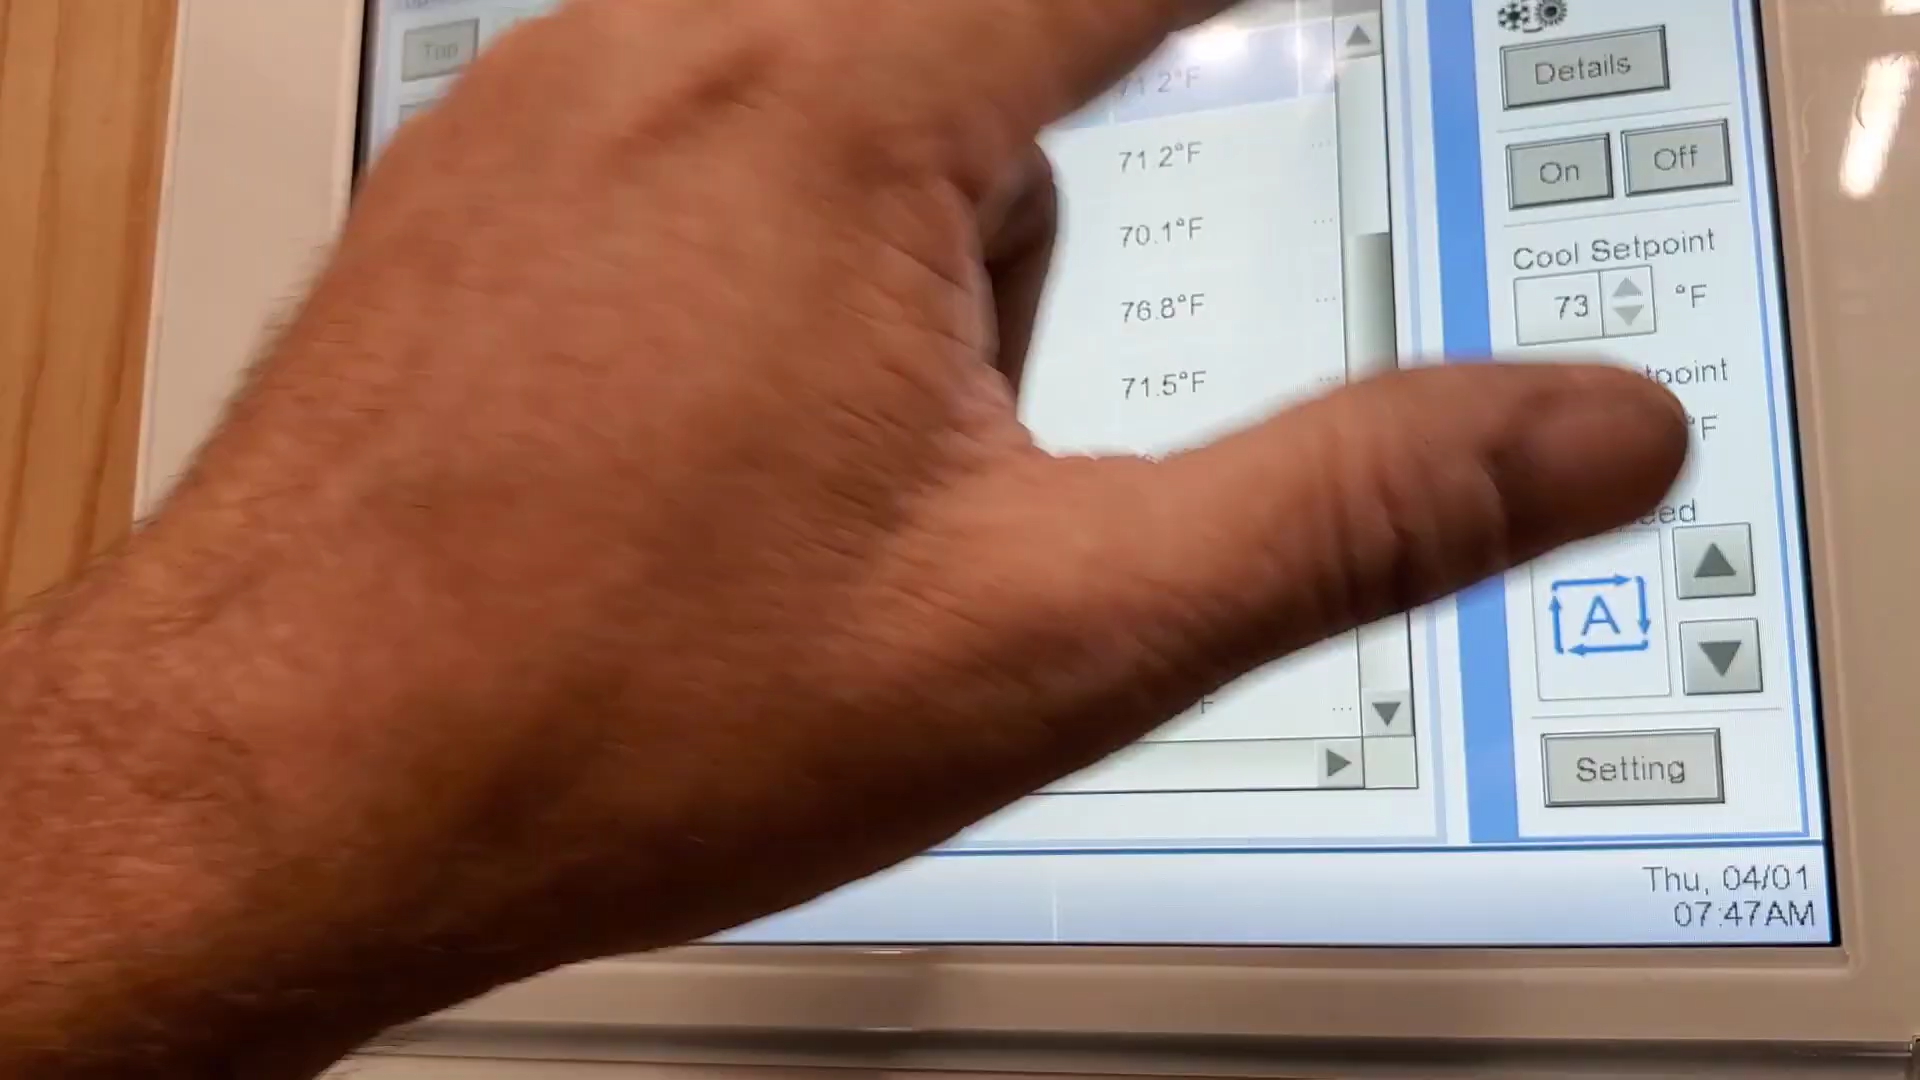 Top
71.2°F
71.2°F
70.1°F
76.8°F
71.5°F
Details
On
Off
Cool Setpoint
73
°F
tpoint
°F
eed
A
Setting
Thu, 04/01
07:47AM